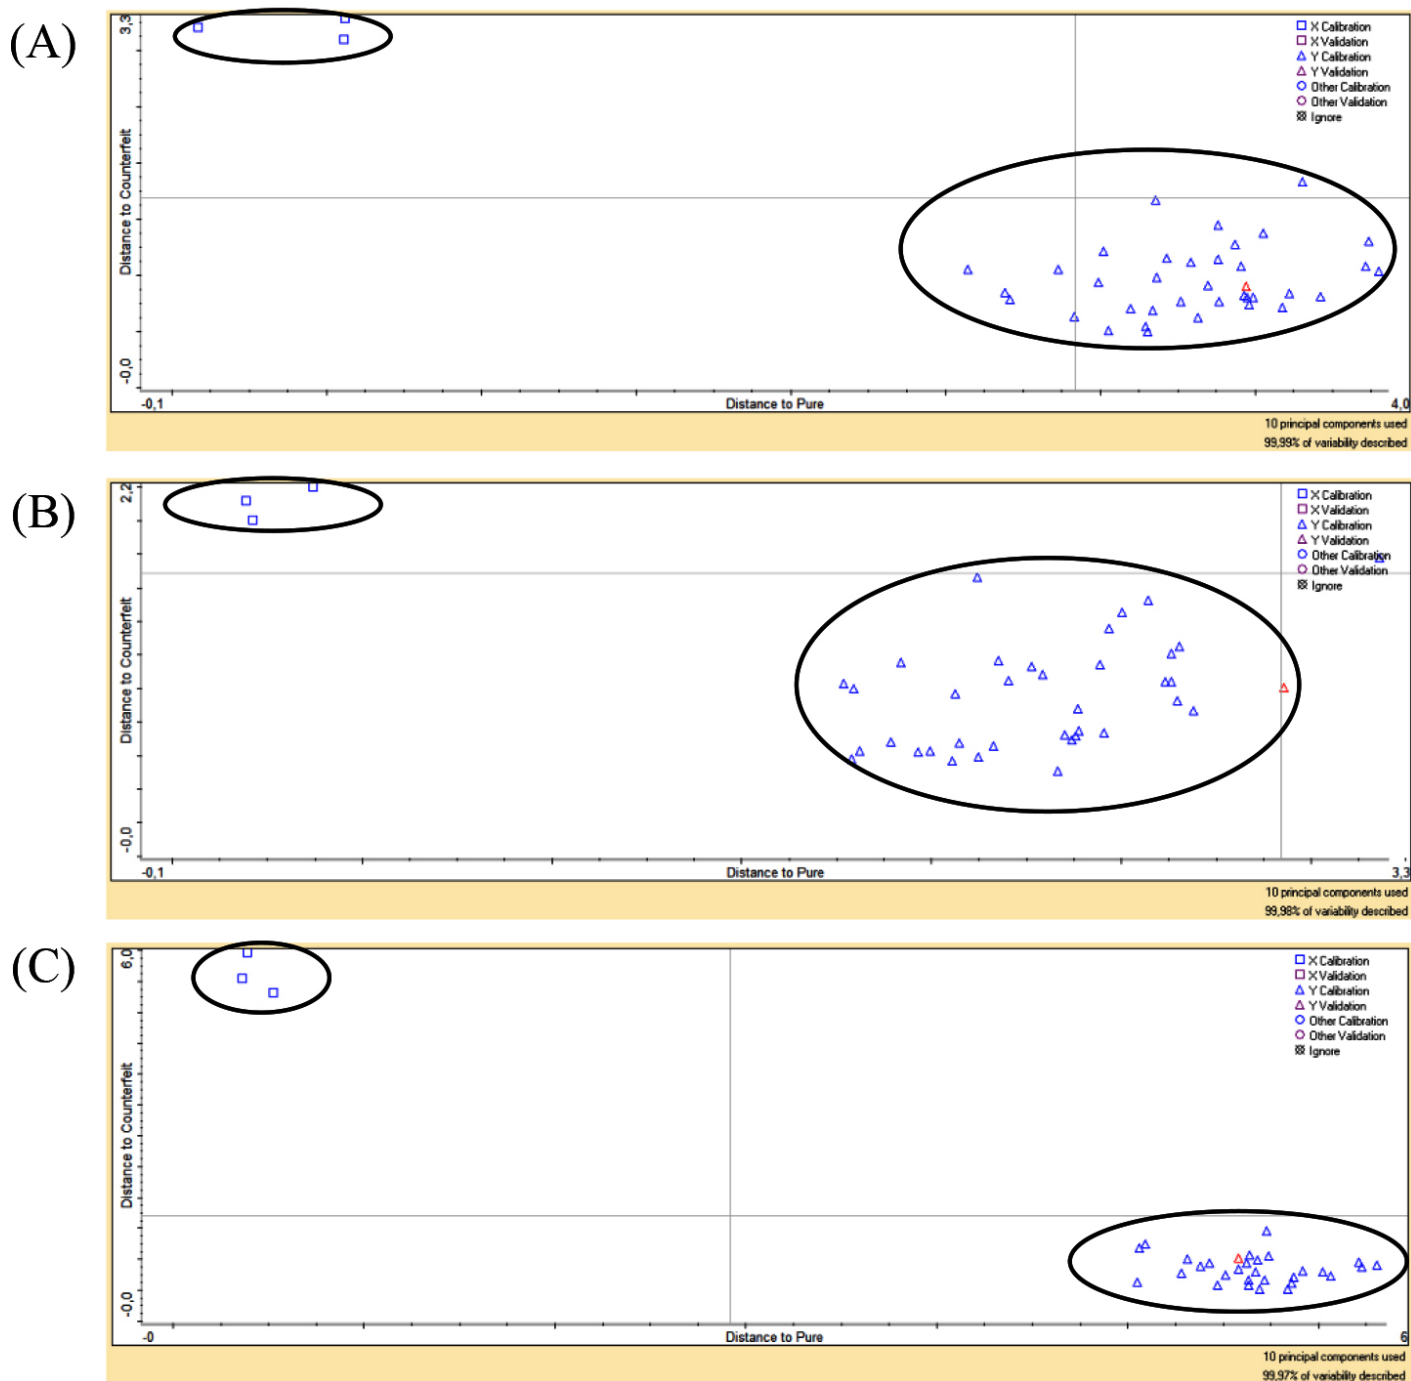 (A)
3,3
Distance to Counterfeit
-0,0
X Calibration
X Validation
Y Calibration
Y Validation
Other Calibration
Other Validation
Ignore
-0,1
Distance to Pure
4,0
10 principal components used
99,99% of variability described
(B)
2,2
Distance to Counterfeit
-0,0
X Calibration
X Validation
Y Calibration
Y Validation
Other Calibration
Other Validation
Ignore
-0,1
Distance to Pure
3,3
10 principal components used
99,98% of variability described
(C)
6,0
Distance to Counterfeit
-0,0
X Calibration
X Validation
Y Calibration
Y Validation
Other Calibration
Other Validation
Ignore
-0
Distance to Pure
6
10 principal components used
99,97% of variability described